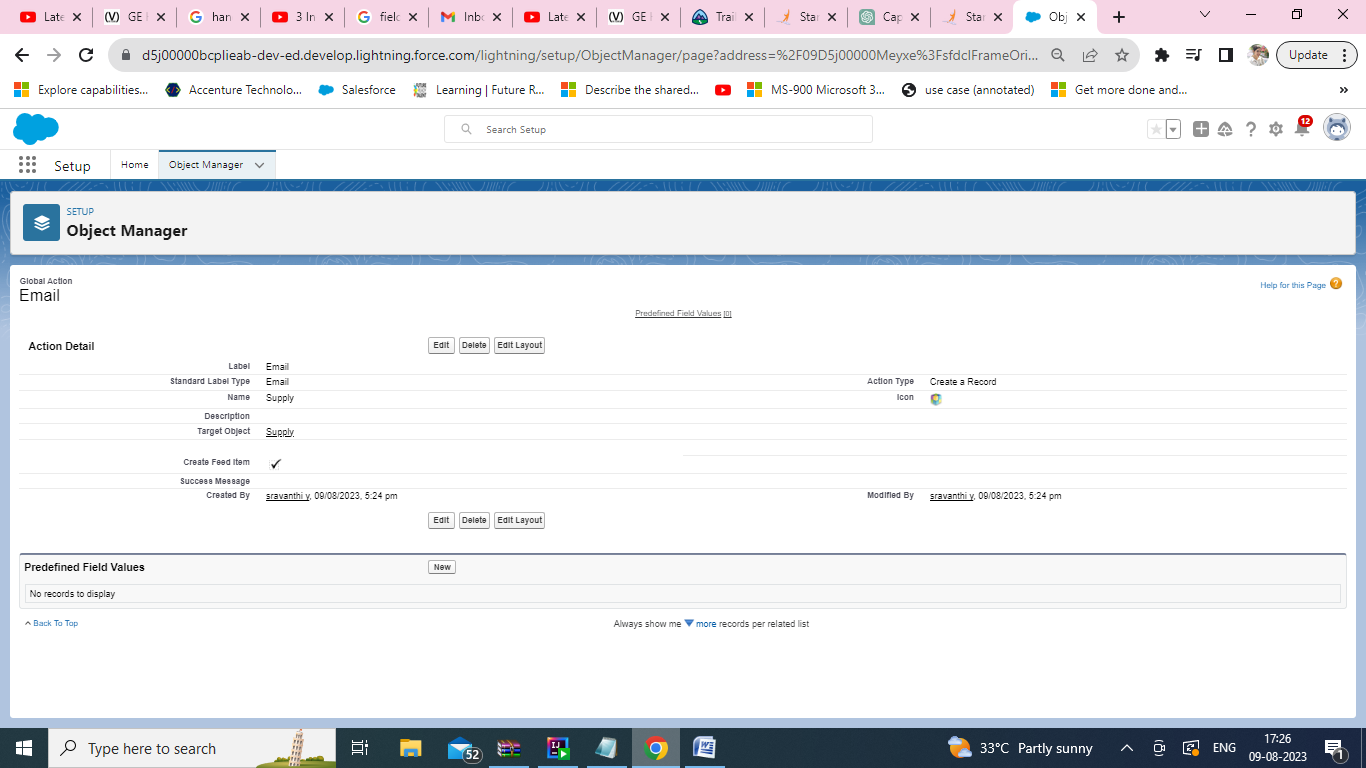 Late
GE I
han
3 In
field
Inbo
Late
GE I
Trai
Star
Cap
Star
Obj
d5j00000bcplieab-dev-ed.develop.lightning.force.com/lightning/setup/ObjectManager/page?address=%2F09D5j00000Meyxe%3FsfdcIFrameOri...
Update
Explore capabilities...
Accenture Technolo...
Salesforce
Learning | Future R...
Describe the shared...
MS-900 Microsoft 3...
use case (annotated)
Get more done and...
»
Search Setup
12
Setup
Home
Object Manager
SETUP
Object Manager
Global Action
Email
Help for this Page ?
Predefined Field Values [0]
Action Detail
Edit Delete Edit Layout
Label Email
Standard Label Type Email
Action Type Create a Record
Name Supply
Icon
Description
Target Object Supply
Create Feed Item
Success Message
Created By sravanthi y, 09/08/2023, 5:24 pm
Modified By sravanthi y, 09/08/2023, 5:24 pm
Edit Delete Edit Layout
Predefined Field Values
New
No records to display
Back To Top
Always show me more records per related list
Type here to search
52
33°C Partly sunny
ENG
17:26
09-08-2023
1